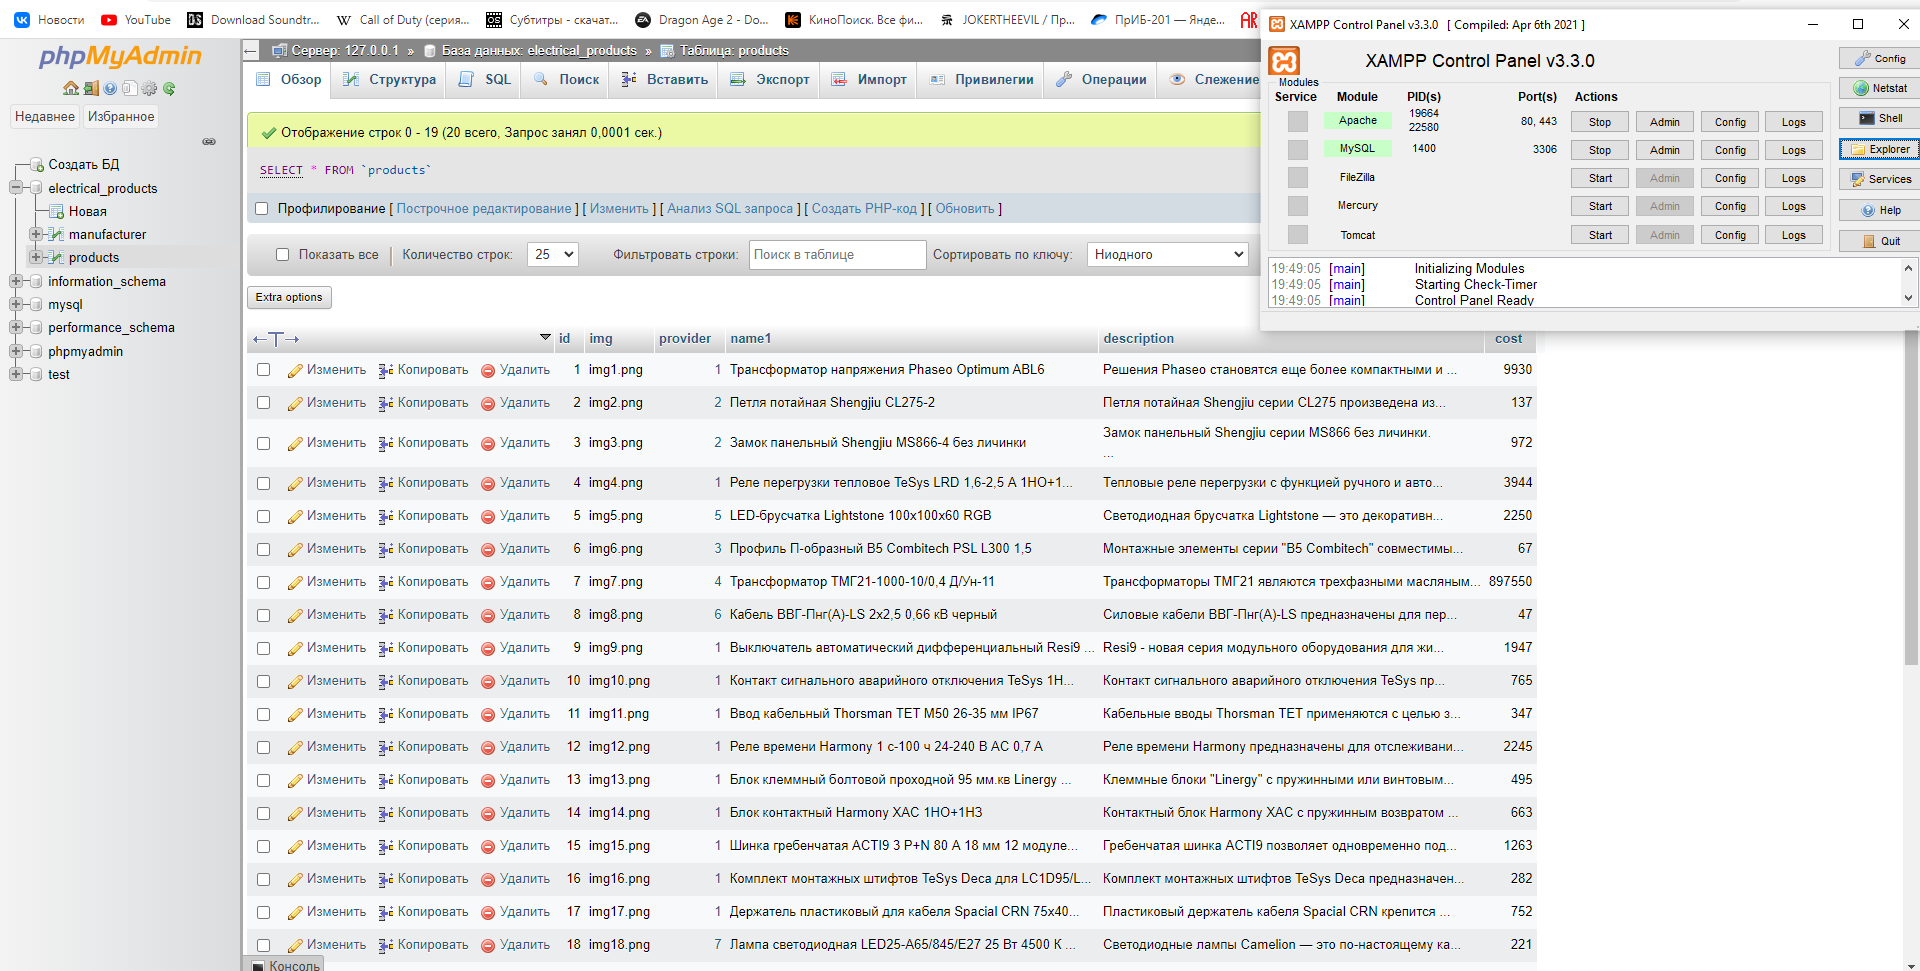 Новости
YouTube
Download Soundtr...
Call of Duty (серия...
Субтитры - скачат...
Dragon Age 2 - Do...
КиноПоиск. Все фи...
JOKERTHEEVIL / Пр...
ПрИБ-201 — Янде...
phpMyAdmin
Недавнее Избранное
Создать БД
electrical_products
Новая
manufacturer
products
information_schema
mysql
performance_schema
phpmyadmin
test
Сервер: 127.0.0.1 » База данных: electrical_products » Таблица: products
Обзор Структура SQL Поиск Вставить Экспорт Импорт Привилегии Операции Слежение
Отображение строк 0 - 19 (20 всего, Запрос занял 0,0001 сек.)
SELECT * FROM `products`
Профилирование [ Построчное редактирование ] [ Изменить ] [ Анализ SQL запроса ] [ Создать PHP-код ] [ Обновить ]
Показать все Количество строк: 25 Фильтровать строки: Поиск в таблице Сортировать по ключу: Ниодного
Extra options
←T→ id img provider name1 description cost
Изменить Копировать Удалить 1 img1.png 1 Трансформатор напряжения Phaseo Optimum ABL6 Решения Phaseo становятся еще более компактными и ... 9930
Изменить Копировать Удалить 2 img2.png 2 Петля потайная Shengjiu CL275-2 Петля потайная Shengjiu серии CL275 произведена из... 137
Изменить Копировать Удалить 3 img3.png 2 Замок панельный Shengjiu MS866-4 без личинки Замок панельный Shengjiu серии MS866 без личинки. ... 972
Изменить Копировать Удалить 4 img4.png 1 Реле перегрузки тепловое TeSys LRD 1,6-2,5 А 1НО+1... Тепловые реле перегрузки с функцией ручного и авто... 3944
Изменить Копировать Удалить 5 img5.png 5 LED-брусчатка Lightstone 100x100x60 RGB Светодиодная брусчатка Lightstone — это декоративн... 2250
Изменить Копировать Удалить 6 img6.png 3 Профиль П-образный B5 Combitech PSL L300 1,5 Монтажные элементы серии "B5 Combitech" совместимы... 67
Изменить Копировать Удалить 7 img7.png 4 Трансформатор ТМГ21-1000-10/0,4 Д/Ун-11 Трансформаторы ТМГ21 являются трехфазными масляным... 897550
Изменить Копировать Удалить 8 img8.png 6 Кабель ВВГ-Пнг(А)-LS 2х2,5 0,66 кВ черный Силовые кабели ВВГ-Пнг(А)-LS предназначены для пер... 47
Изменить Копировать Удалить 9 img9.png 1 Выключатель автоматический дифференциальный Resi9 ... Resi9 - новая серия модульного оборудования для жи... 1947
Изменить Копировать Удалить 10 img10.png 1 Контакт сигнального аварийного отключения TeSys 1Н... Контакт сигнального аварийного отключения TeSys пр... 765
Изменить Копировать Удалить 11 img11.png 1 Ввод кабельный Thorsman TET M50 26-35 мм IP67 Кабельные вводы Thorsman TET применяются с целью з... 347
Изменить Копировать Удалить 12 img12.png 1 Реле времени Harmony 1 с-100 ч 24-240 В AC 0,7 А Реле времени Harmony предназначены для отслеживани... 2245
Изменить Копировать Удалить 13 img13.png 1 Блок клеммный болтовой проходной 95 мм.кв Linergy ... Клеммные блоки "Linergy" с пружинными или винтовым... 495
Изменить Копировать Удалить 14 img14.png 1 Блок контактный Harmony XAC 1НО+1НЗ Контактный блок Harmony XAC с пружинным возвратом ... 663
Изменить Копировать Удалить 15 img15.png 1 Шинка гребенчатая ACTI9 3 P+N 80 А 18 мм 12 модуле... Гребенчатая шинка ACTI9 позволяет одновременно под... 1263
Изменить Копировать Удалить 16 img16.png 1 Комплект монтажных штифтов TeSys Deca для LC1D95/L... Комплект монтажных штифтов TeSys Deca предназначен... 282
Изменить Копировать Удалить 17 img17.png 1 Держатель пластиковый для кабеля Spacial CRN 75x40... Пластиковый держатель кабеля Spacial CRN крепится ... 752
Изменить Копировать Удалить 18 img18.png 7 Лампа светодиодная LED25-A65/845/E27 25 Вт 4500 К ... Светодиодные лампы Camelion — это по-настоящему ка... 221
Консоль
XAMPP Control Panel v3.3.0 [ Compiled: Apr 6th 2021 ]
XAMPP Control Panel v3.3.0
Modules
Service Module PID(s) Port(s) Actions
Apache 19664 22580 80, 443 Stop Admin Config Logs
MySQL 1400 3306 Stop Admin Config Logs
FileZilla Start Admin Config Logs
Mercury Start Admin Config Logs
Tomcat Start Admin Config Logs
Config
Netstat
Shell
Explorer
Services
Help
Quit
19:49:05 [main] Initializing Modules
19:49:05 [main] Starting Check-Timer
19:49:05 [main] Control Panel Ready